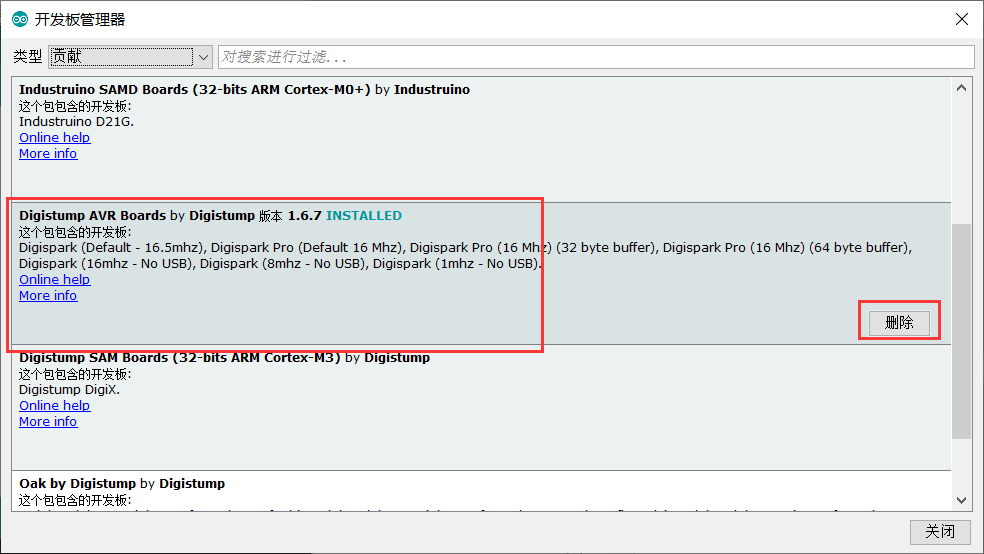 开发板管理器
类型 贡献 对搜索进行过滤...
Industruino SAMD Boards (32-bits ARM Cortex-M0+) by Industruino
这个包包含的开发板:
Industruino D21G.
Online help
More info
Digistump AVR Boards by Digistump 版本 1.6.7 INSTALLED
这个包包含的开发板:
Digispark (Default - 16.5mhz), Digispark Pro (Default 16 Mhz), Digispark Pro (16 Mhz) (32 byte buffer), Digispark Pro (16 Mhz) (64 byte buffer),
Digispark (16mhz - No USB), Digispark (8mhz - No USB), Digispark (1mhz - No USB).
Online help
More info
删除
Digistump SAM Boards (32-bits ARM Cortex-M3) by Digistump
这个包包含的开发板:
Digistump DigiX.
Online help
More info
Oak by Digistump by Digistump
这个包包含的开发板:
关闭